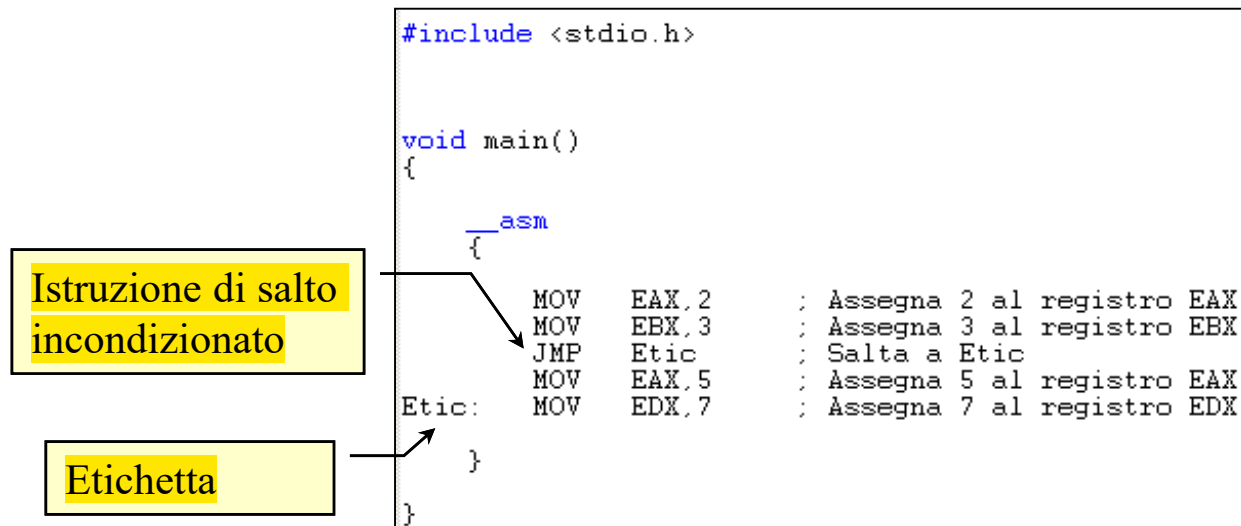 #include <stdio.h>
void main()
{
__asm
{
Istruzione di salto
incondizionato
MOV EAX,2 ; Assegna 2 al registro EAX
MOV EBX,3 ; Assegna 3 al registro EBX
JMP Etic ; Salta a Etic
MOV EAX,5 ; Assegna 5 al registro EAX
Etic: MOV EDX,7 ; Assegna 7 al registro EDX
}
Etichetta
}